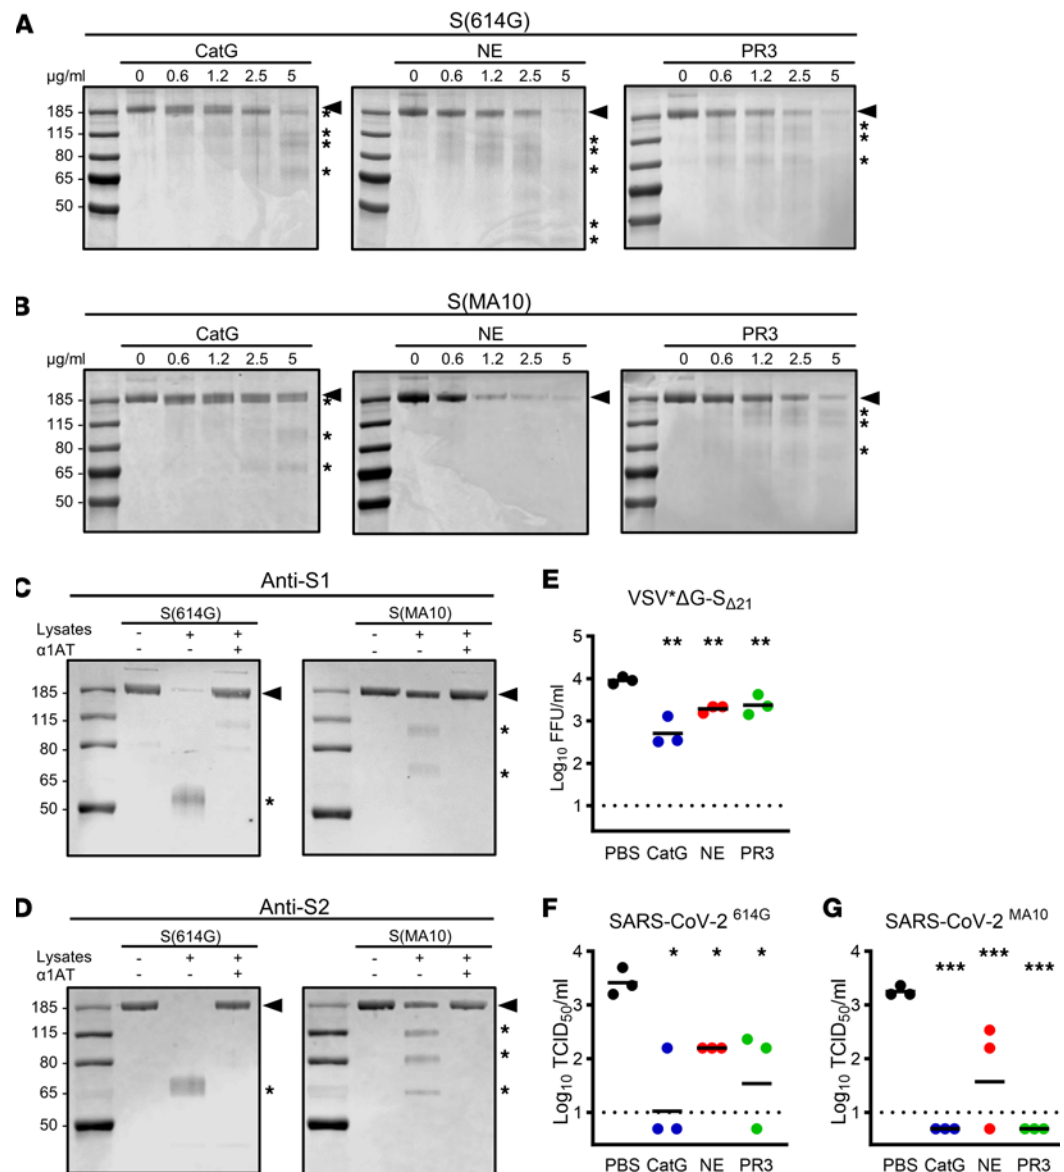 A
S(614G)
CatG NE PR3
µg/ml 0 0.6 1.2 2.5 5 0 0.6 1.2 2.5 5 0 0.6 1.2 2.5 5
185
115
80
65
50
*
*
*
*
*
*
*
*
*
*
*
*
B
S(MA10)
CatG NE PR3
µg/ml 0 0.6 1.2 2.5 5 0 0.6 1.2 2.5 5 0 0.6 1.2 2.5 5
185
115
80
65
50
*
*
*
*
*
*
C
Anti-S1
S(614G) S(MA10)
Lysates - + + - + +
α1AT - - + - - +
185
115
80
65
50
*
*
*
D
Anti-S2
S(614G) S(MA10)
Lysates - + + - + +
α1AT - - + - - +
185
115
80
65
50
*
*
*
*
E
VSV*ΔG-SΔ21
** ** **
Log10 FFU/ml
5
4
3
2
1
PBS CatG NE PR3
F
SARS-CoV-2 614G
* * *
Log10 TCID50/ml
4
3
2
1
PBS CatG NE PR3
G
SARS-CoV-2 MA10
*** *** ***
Log10 TCID50/ml
4
3
2
1
PBS CatG NE PR3